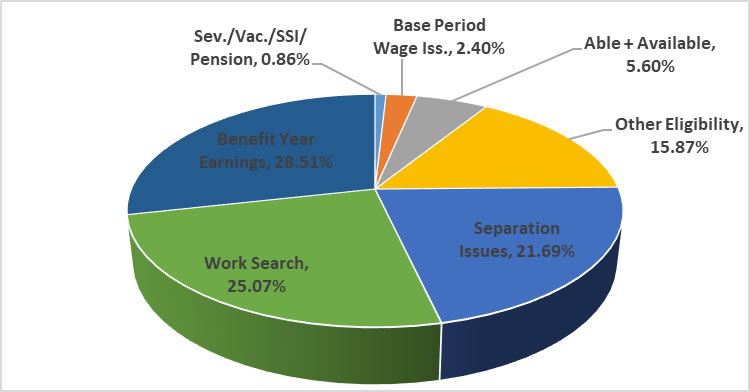 Sev./Vac./SSI/
Pension, 0.86%
Base Period
Wage Iss., 2.40%
Able + Available,
5.60%
Other Eligibility,
15.87%
Separation
Issues, 21.69%
Work Search,
25.07%
Benefit Year
Earnings, 28.51%